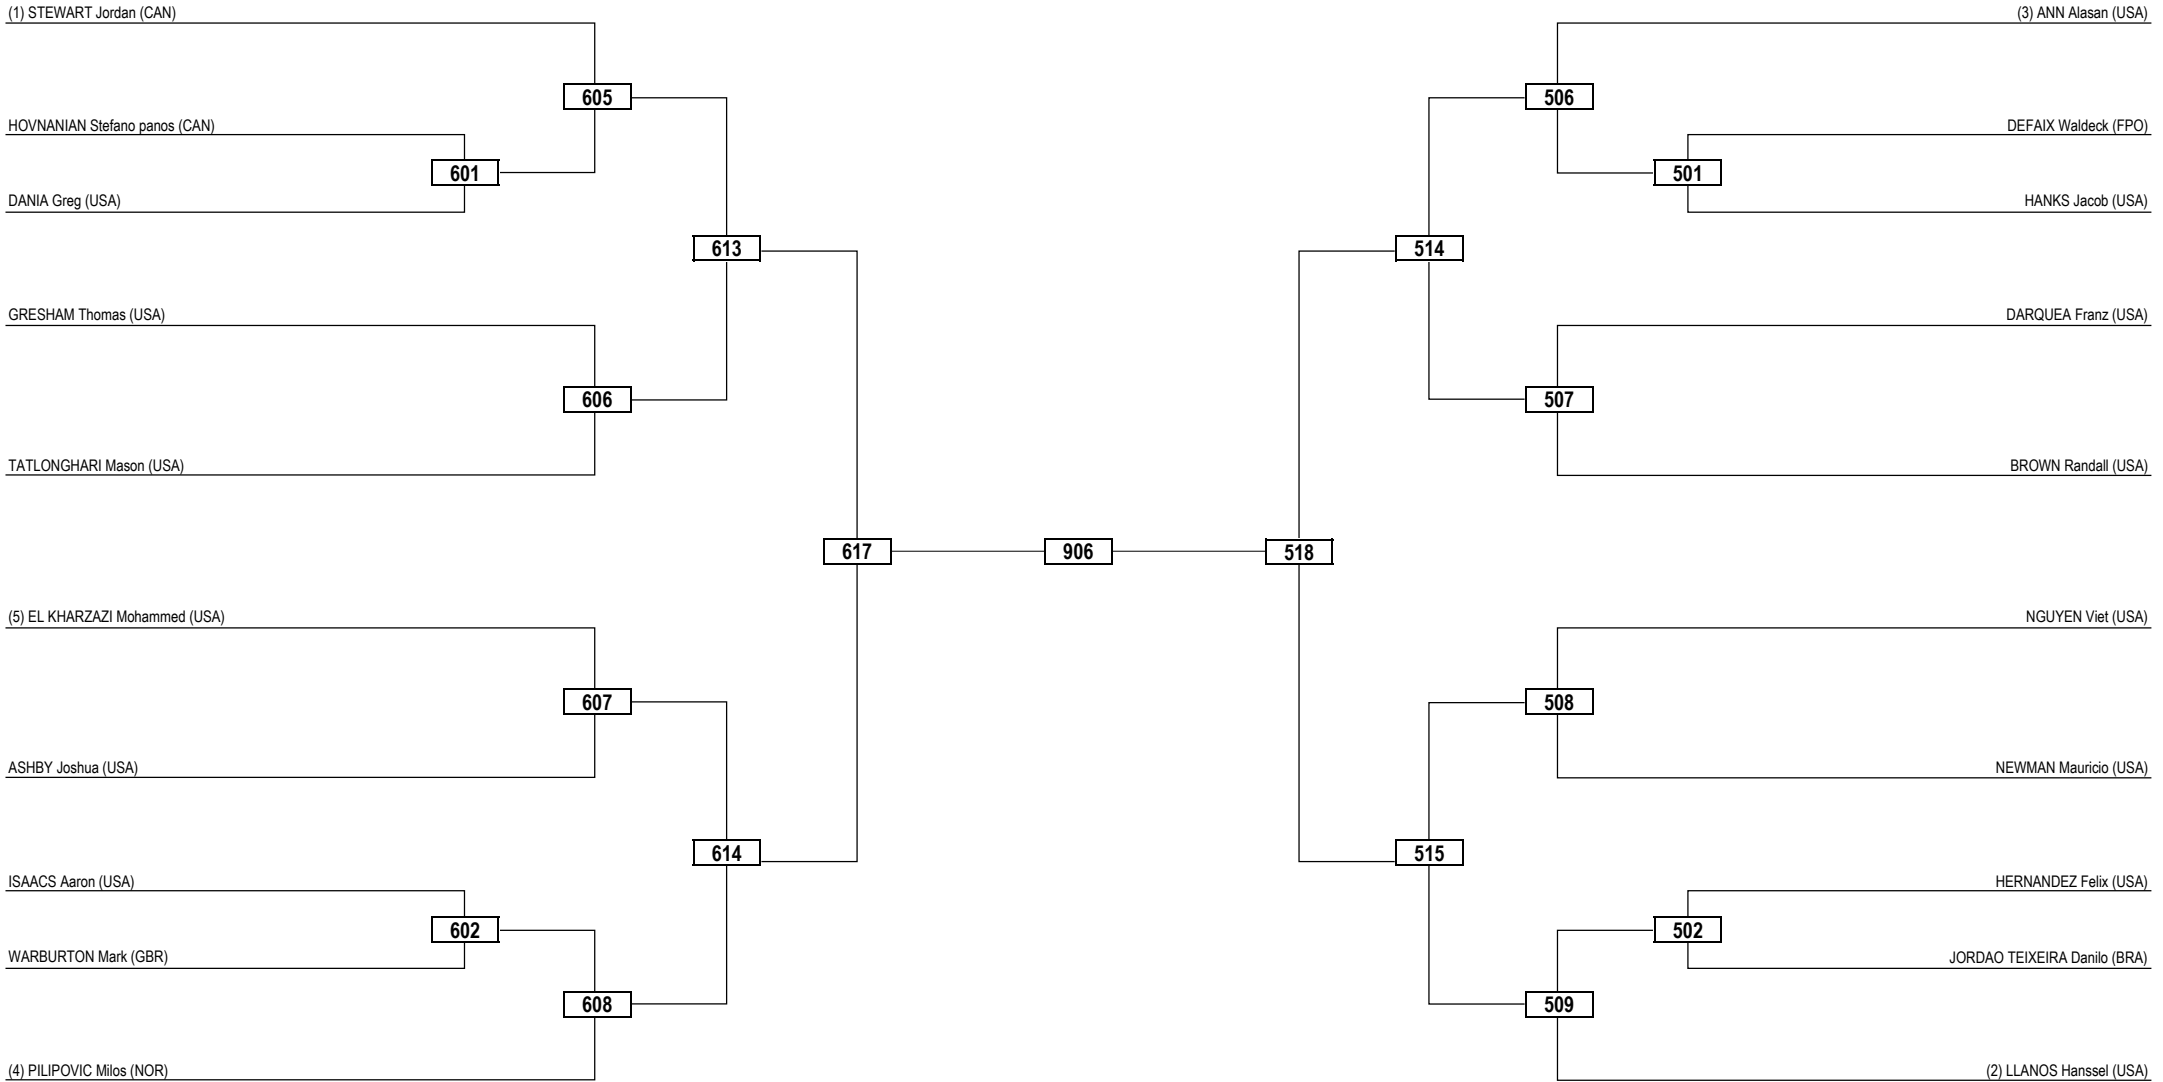 (1) STEWART Jordan (CAN)
(3) ANN Alasan (USA)
605
506
HOVNANIAN Stefano panos (CAN)
DEFAIX Waldeck (FPO)
601
501
DANIA Greg (USA)
HANKS Jacob (USA)
613
514
GRESHAM Thomas (USA)
DARQUEA Franz (USA)
606
507
TATLONGHARI Mason (USA)
BROWN Randall (USA)
617
906
518
(5) EL KHARZAZI Mohammed (USA)
NGUYEN Viet (USA)
607
508
ASHBY Joshua (USA)
NEWMAN Mauricio (USA)
614
515
ISAACS Aaron (USA)
HERNANDEZ Felix (USA)
602
502
WARBURTON Mark (GBR)
JORDAO TEIXEIRA Danilo (BRA)
608
509
(4) PILIPOVIC Milos (NOR)
(2) LLANOS Hanssel (USA)